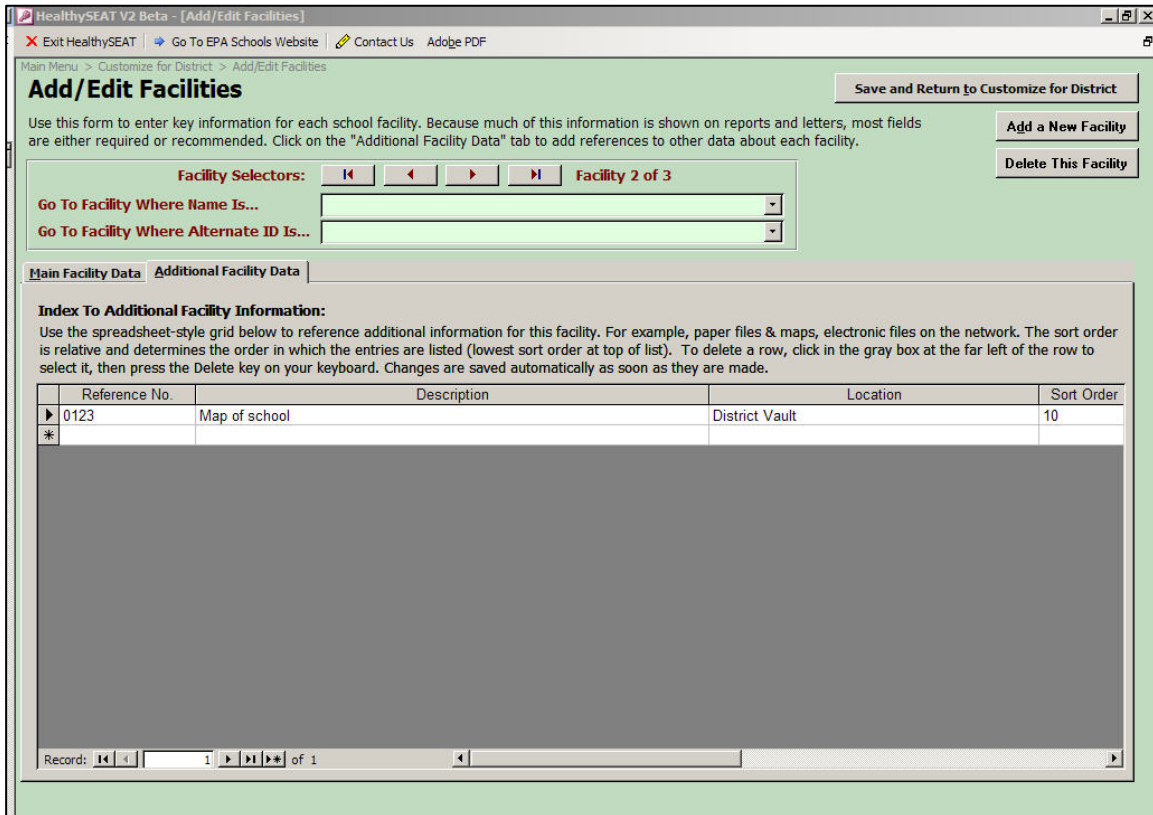 HealthySEAT V2 Beta - [Add/Edit Facilities]
Exit HealthySEAT Go To EPA Schools Website Contact Us Adobe PDF
Main Menu > Customize for District > Add/Edit Facilities
Add/Edit Facilities
Save and Return to Customize for District
Use this form to enter key information for each school facility. Because much of this information is shown on reports and letters, most fields
are either required or recommended. Click on the "Additional Facility Data" tab to add references to other data about each facility.
Add a New Facility
Delete This Facility
Facility Selectors: Facility 2 of 3
Go To Facility Where Name Is...
Go To Facility Where Alternate ID Is...
Main Facility Data Additional Facility Data
Index To Additional Facility Information:
Use the spreadsheet-style grid below to reference additional information for this facility. For example, paper files & maps, electronic files on the network. The sort order
is relative and determines the order in which the entries are listed (lowest sort order at top of list). To delete a row, click in the gray box at the far left of the row to
select it, then press the Delete key on your keyboard. Changes are saved automatically as soon as they are made.
Reference No. Description Location Sort Order
0123 Map of school District Vault 10
Record: 1 of 1